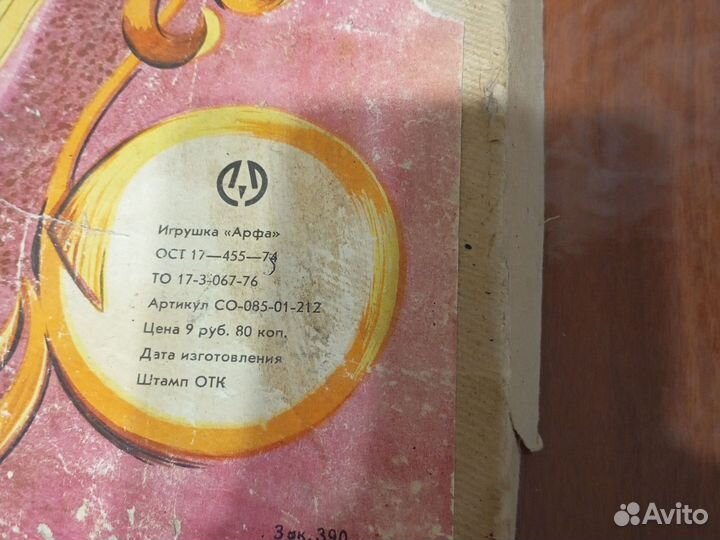 Игрушка «Арфа»
ОСТ 17—455—74
ТО 17-3-067-76
Артикул СО-085-01-212
Цена 9 руб. 80 коп.
Дата изготовления
Штамп ОТК
Зак. 390
Avito